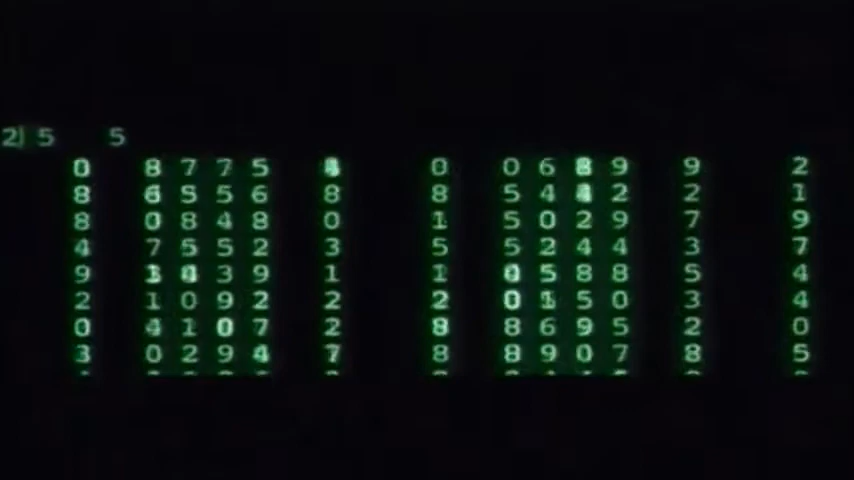 2 5 5
0 8 7 7 5 0 0 6 8 9 9 2
8 6 5 5 6 8 8 5 4 2 2 1
8 0 8 4 8 0 1 5 0 2 9 7 9
4 7 5 5 2 3 5 5 2 4 4 3 7
9 3 9 1 1 5 8 8 5 4
2 1 0 9 2 2 2 0 1 5 0 3 4
0 4 1 0 7 2 8 8 6 9 5 2 0
3 0 2 9 4 7 8 8 9 0 7 8 5